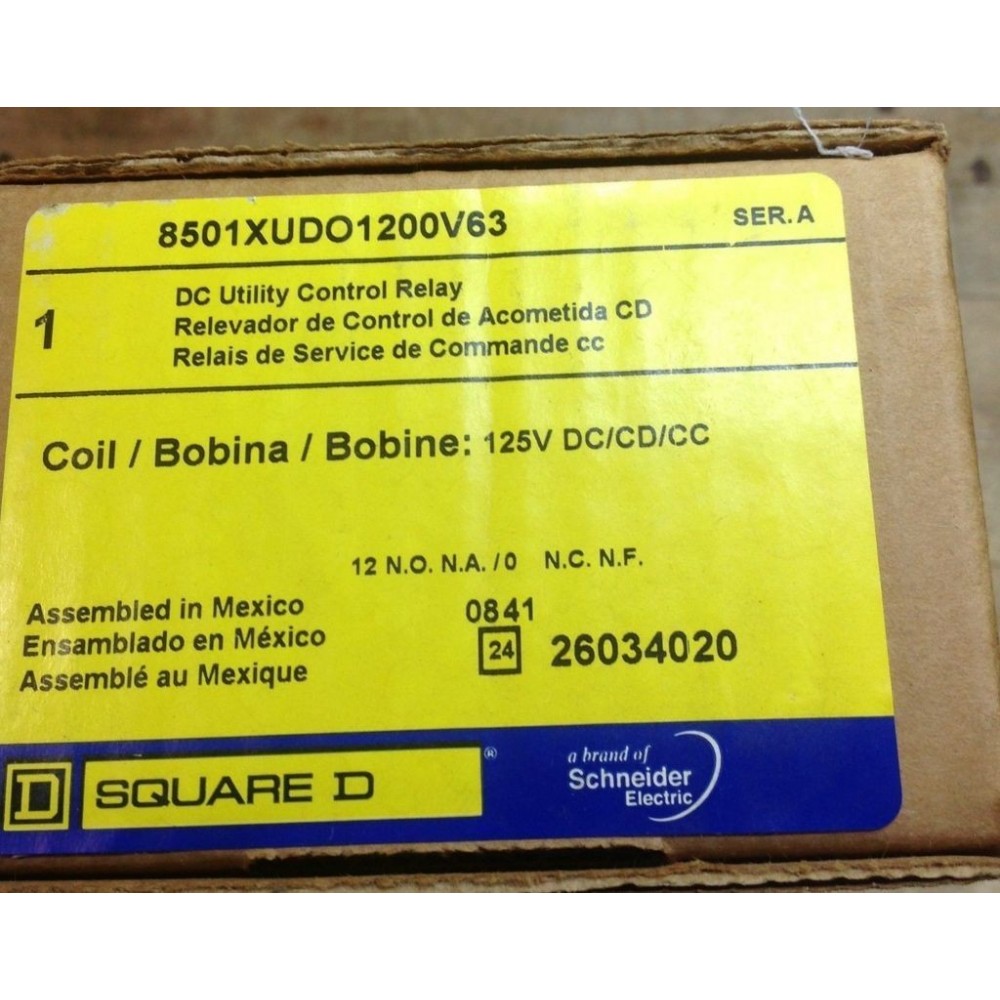 8501XUDO1200V63 SER. A
1
DC Utility Control Relay
Relevador de Control de Acometida CD
Relais de Service de Commande cc
Coil / Bobina / Bobine: 125V DC/CD/CC
12 N.O. N.A. / 0 N.C. N.F.
Assembled in Mexico
Ensamblado en México
Assemblé au Mexique
0841
24 26034020
D SQUARE D ®
a brand of
Schneider
Electric